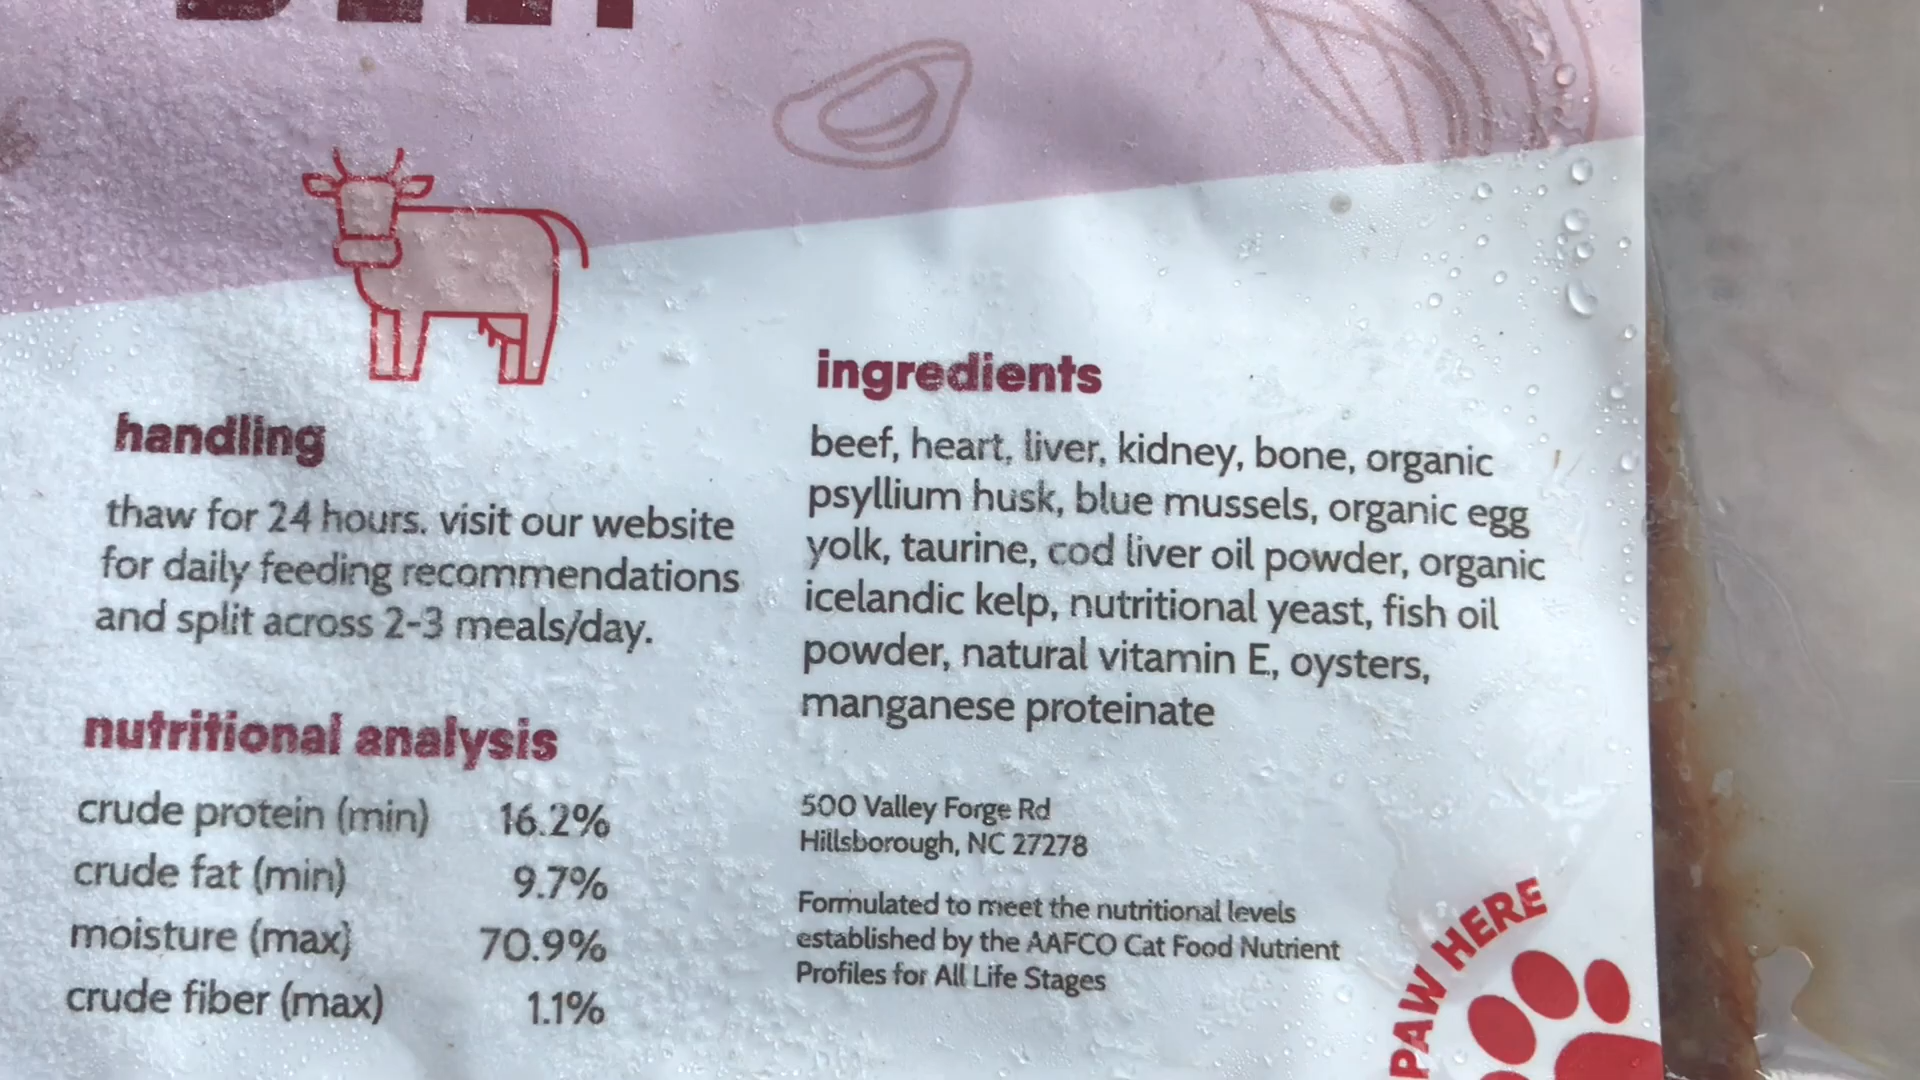 handling
thaw for 24 hours. visit our website
for daily feeding recommendations
and split across 2-3 meals/day.
nutritional analysis
crude protein (min) 16.2%
crude fat (min) 9.7%
moisture (max) 70.9%
crude fiber (max) 1.1%
ingredients
beef, heart, liver, kidney, bone, organic
psyllium husk, blue mussels, organic egg
yolk, taurine, cod liver oil powder, organic
icelandic kelp, nutritional yeast, fish oil
powder, natural vitamin E, oysters,
manganese proteinate
500 Valley Forge Rd
Hillsborough, NC 27278
Formulated to meet the nutritional levels
established by the AAFCO Cat Food Nutrient
Profiles for All Life Stages
PAW HERE